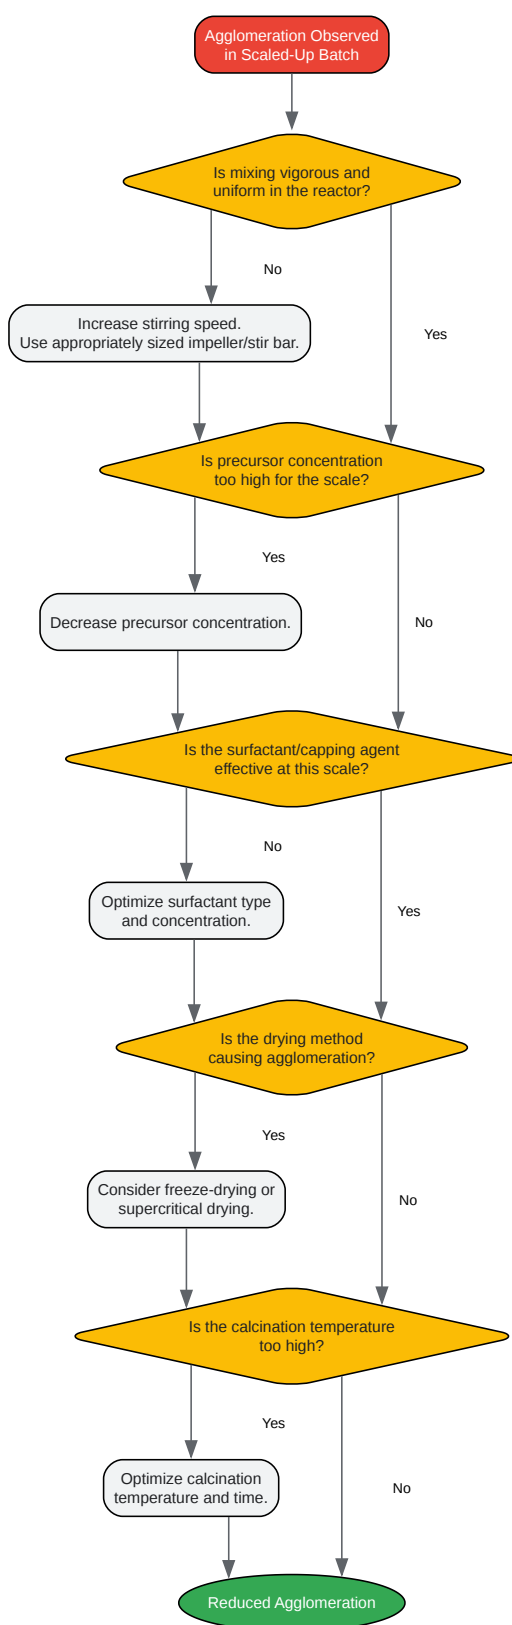 Agglomeration Observed
in Scaled-Up Batch
Is mixing vigorous and
uniform in the reactor?
No
Yes
Increase stirring speed.
Use appropriately sized impeller/stir bar.
Is precursor concentration
too high for the scale?
Yes
No
Decrease precursor concentration.
Is the surfactant/capping agent
effective at this scale?
No
Yes
Optimize surfactant type
and concentration.
Is the drying method
causing agglomeration?
Yes
No
Consider freeze-drying or
supercritical drying.
Is the calcination temperature
too high?
Yes
No
Optimize calcination
temperature and time.
Reduced Agglomeration